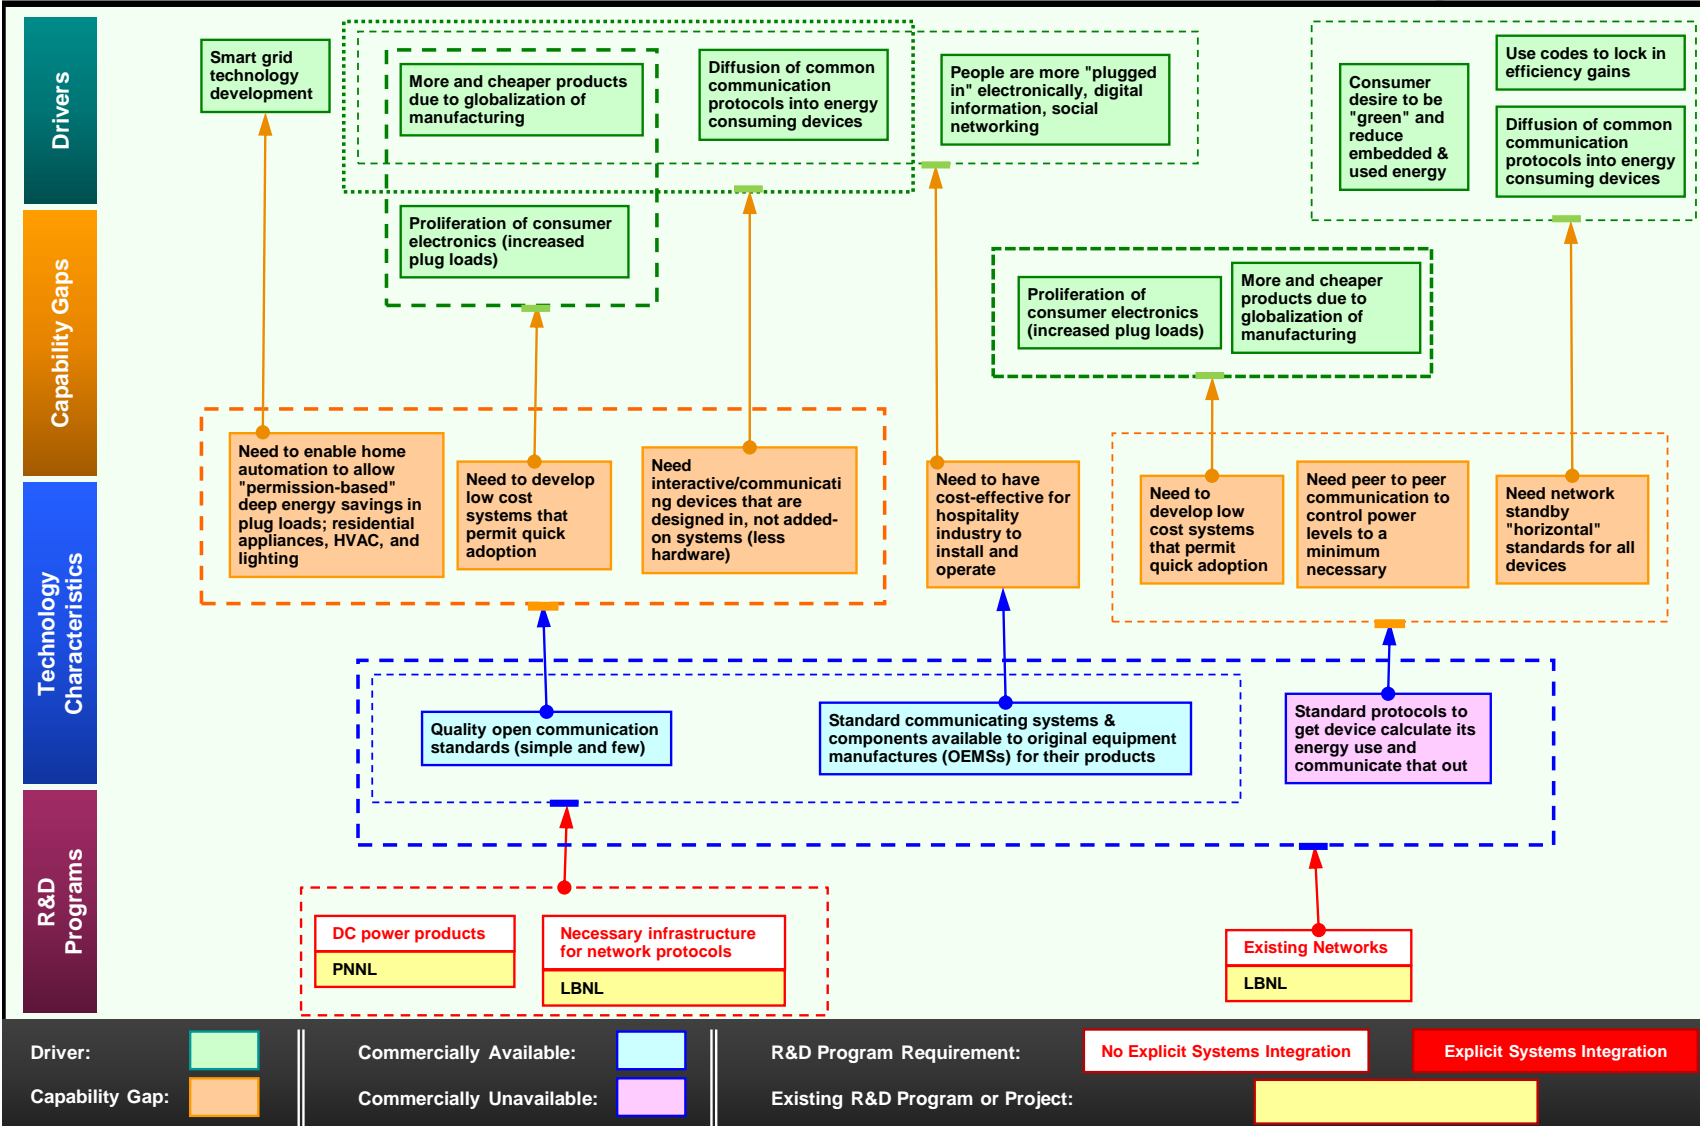 Drivers
Smart grid
technology
development
More and cheaper products
due to globalization of
manufacturing
Diffusion of common
communication
protocols into energy
consuming devices
People are more "plugged
in" electronically, digital
information, social
networking
Consumer
desire to be
"green" and
reduce
embedded &
used energy
Use codes to lock in
efficiency gains
Diffusion of common
communication
protocols into energy
consuming devices
Proliferation of consumer
electronics (increased
plug loads)
Proliferation of
consumer electronics
(increased plug loads)
More and cheaper
products due to
globalization of
manufacturing
Capability Gaps
Need to enable home
automation to allow
"permission-based"
deep energy savings in
plug loads; residential
appliances, HVAC, and
lighting
Need to develop
low cost
systems that
permit quick
adoption
Need
interactive/communicati
ng devices that are
designed in, not added-
on systems (less
hardware)
Need to have
cost-effective for
hospitality
industry to
install and
operate
Need to
develop low
cost systems
that permit
quick adoption
Need peer to peer
communication to
control power
levels to a
minimum
necessary
Need network
standby
"horizontal"
standards for all
devices
Technology
Characteristics
Quality open communication
standards (simple and few)
Standard communicating systems &
components available to original equipment
manufactures (OEMSs) for their products
Standard protocols to
get device calculate its
energy use and
communicate that out
R&D
Programs
DC power products
PNNL
Necessary infrastructure
for network protocols
LBNL
Existing Networks
LBNL
Driver:
Capability Gap:
Commercially Available:
Commercially Unavailable:
R&D Program Requirement:
No Explicit Systems Integration
Explicit Systems Integration
Existing R&D Program or Project: